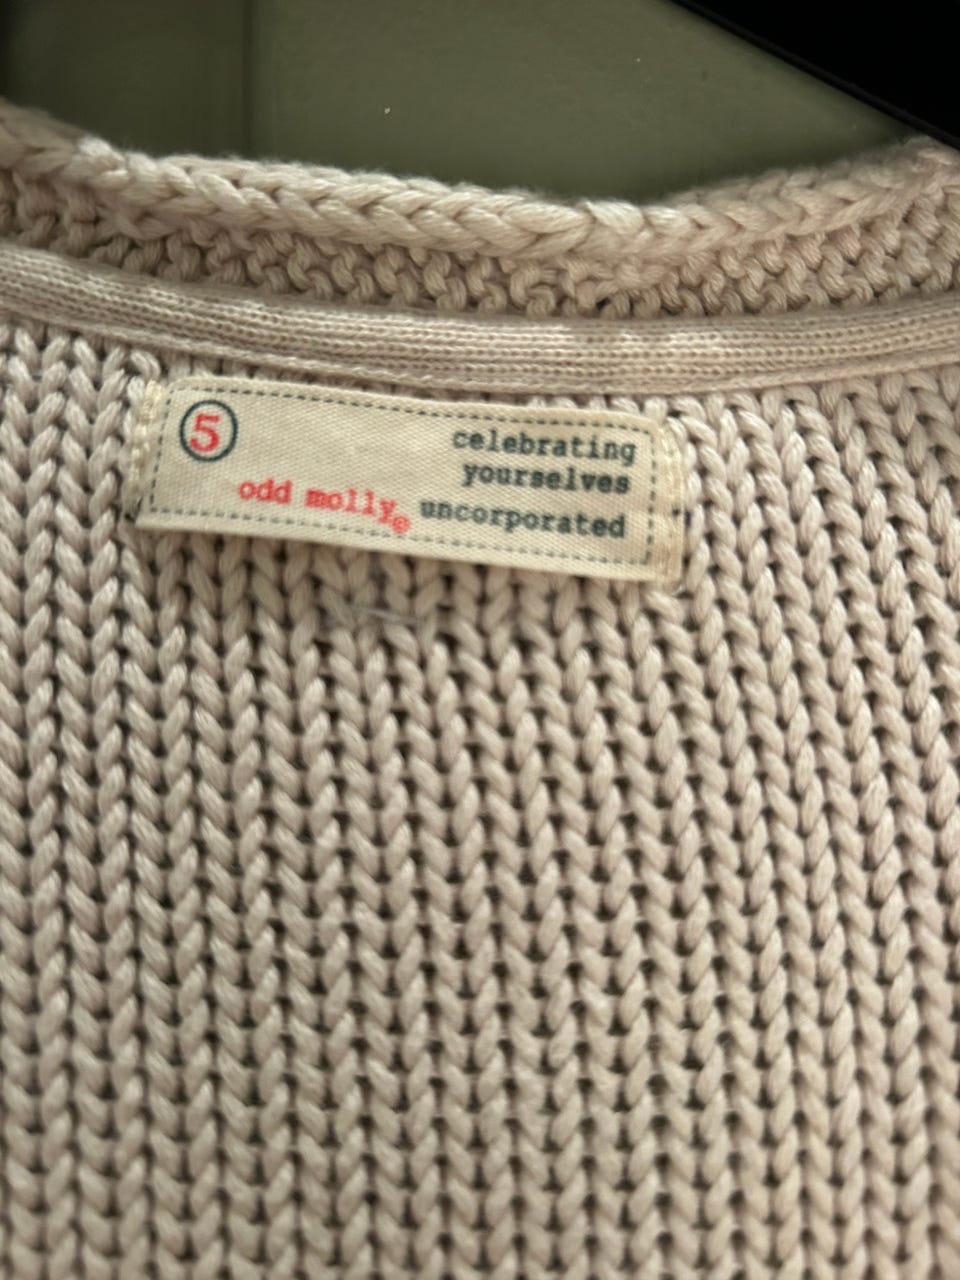 5
celebrating
yourselves
odd molly® uncorporated